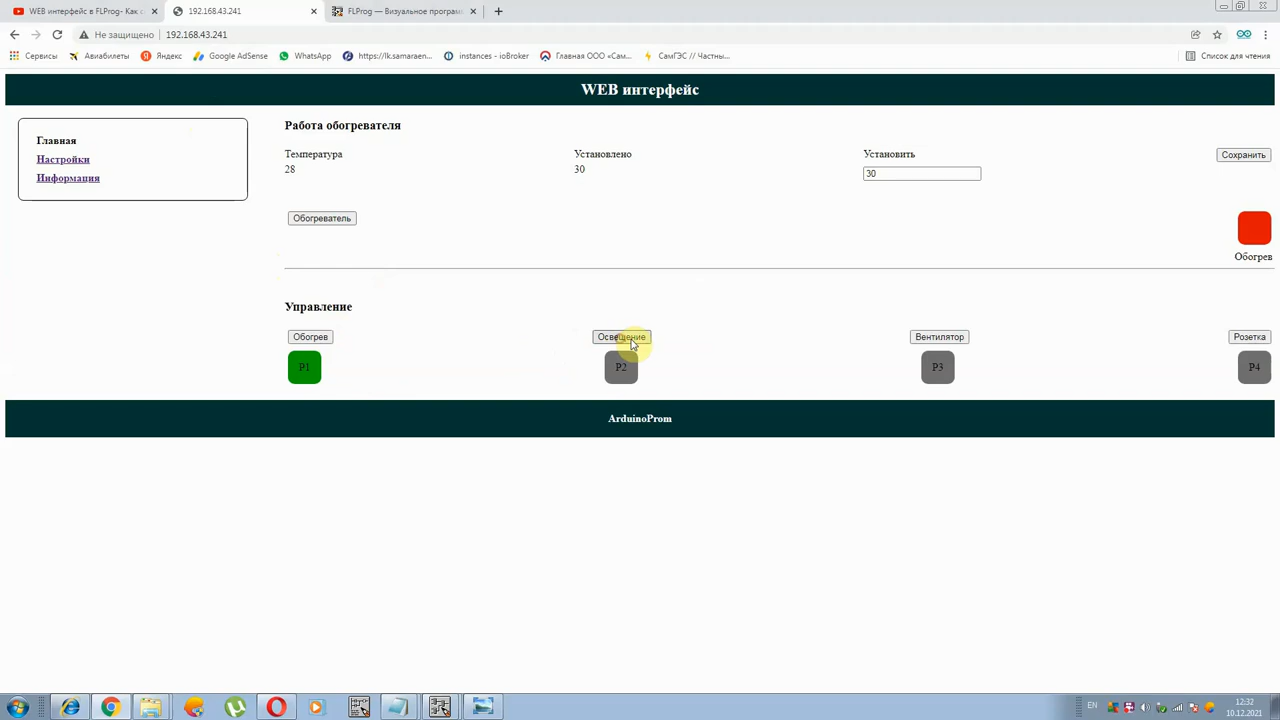 WEB интерфейс в FLProg- Как с
192.168.43.241
FLProg — Визуальное програм
Не защищено
192.168.43.241
Сервисы
Авиабилеты
Яндекс
Google AdSense
WhatsApp
https://lk.samaraen...
instances - ioBroker
Главная ООО «Сам...
СамГЭС // Частны...
Список для чтения
WEB интерфейс
Главная
Настройки
Информация
Работа обогревателя
Температура
Установлено
Установить
Сохранить
28
30
30
Обогреватель
Обогрев
Управление
Обогрев
Освещение
Вентилятор
Розетка
P1
P2
P3
P4
ArduinoProm
EN
12:32
10.12.2021